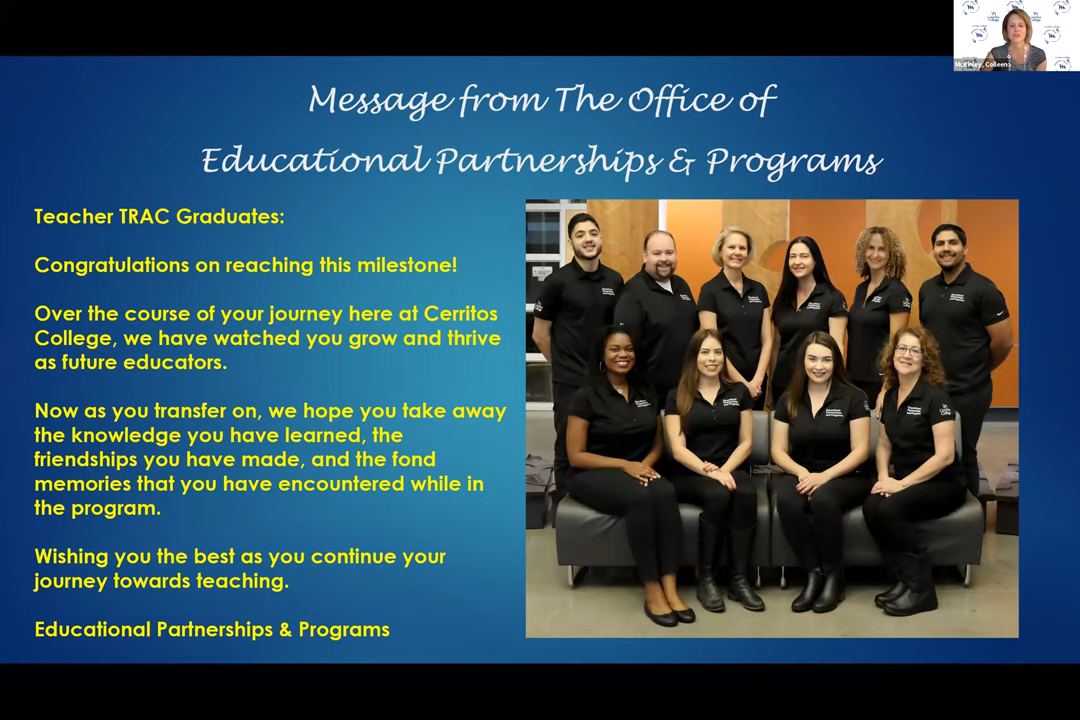 McKinley, Colleen
Message from The Office of
Educational Partnerships & Programs
Teacher TRAC Graduates:
Congratulations on reaching this milestone!
Over the course of your journey here at Cerritos
College, we have watched you grow and thrive
as future educators.
Now as you transfer on, we hope you take away
the knowledge you have learned, the
friendships you have made, and the fond
memories that you have encountered while in
the program.
Wishing you the best as you continue your
journey towards teaching.
Educational Partnerships & Programs